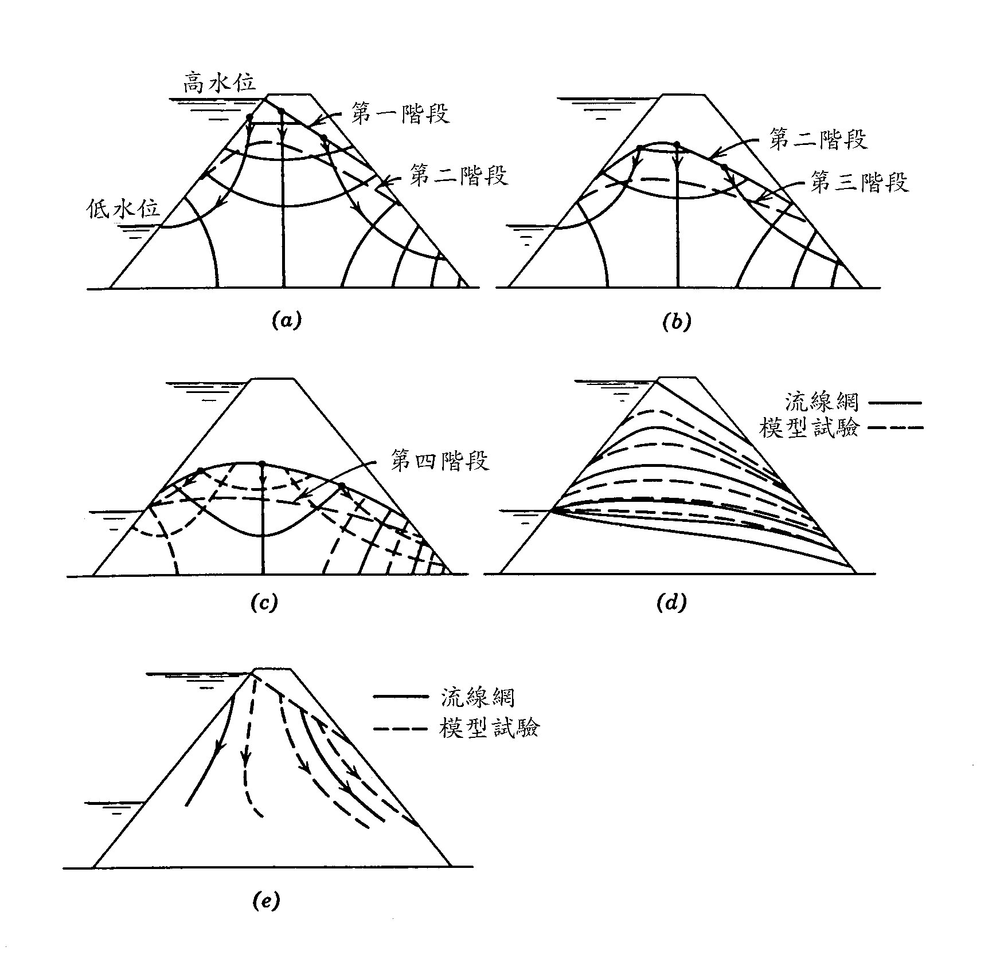 高水位
第一階段
第二階段
低水位
(a)
第二階段
第三階段
(b)
第四階段
(c)
流線網
模型試驗
(d)
流線網
模型試驗
(e)